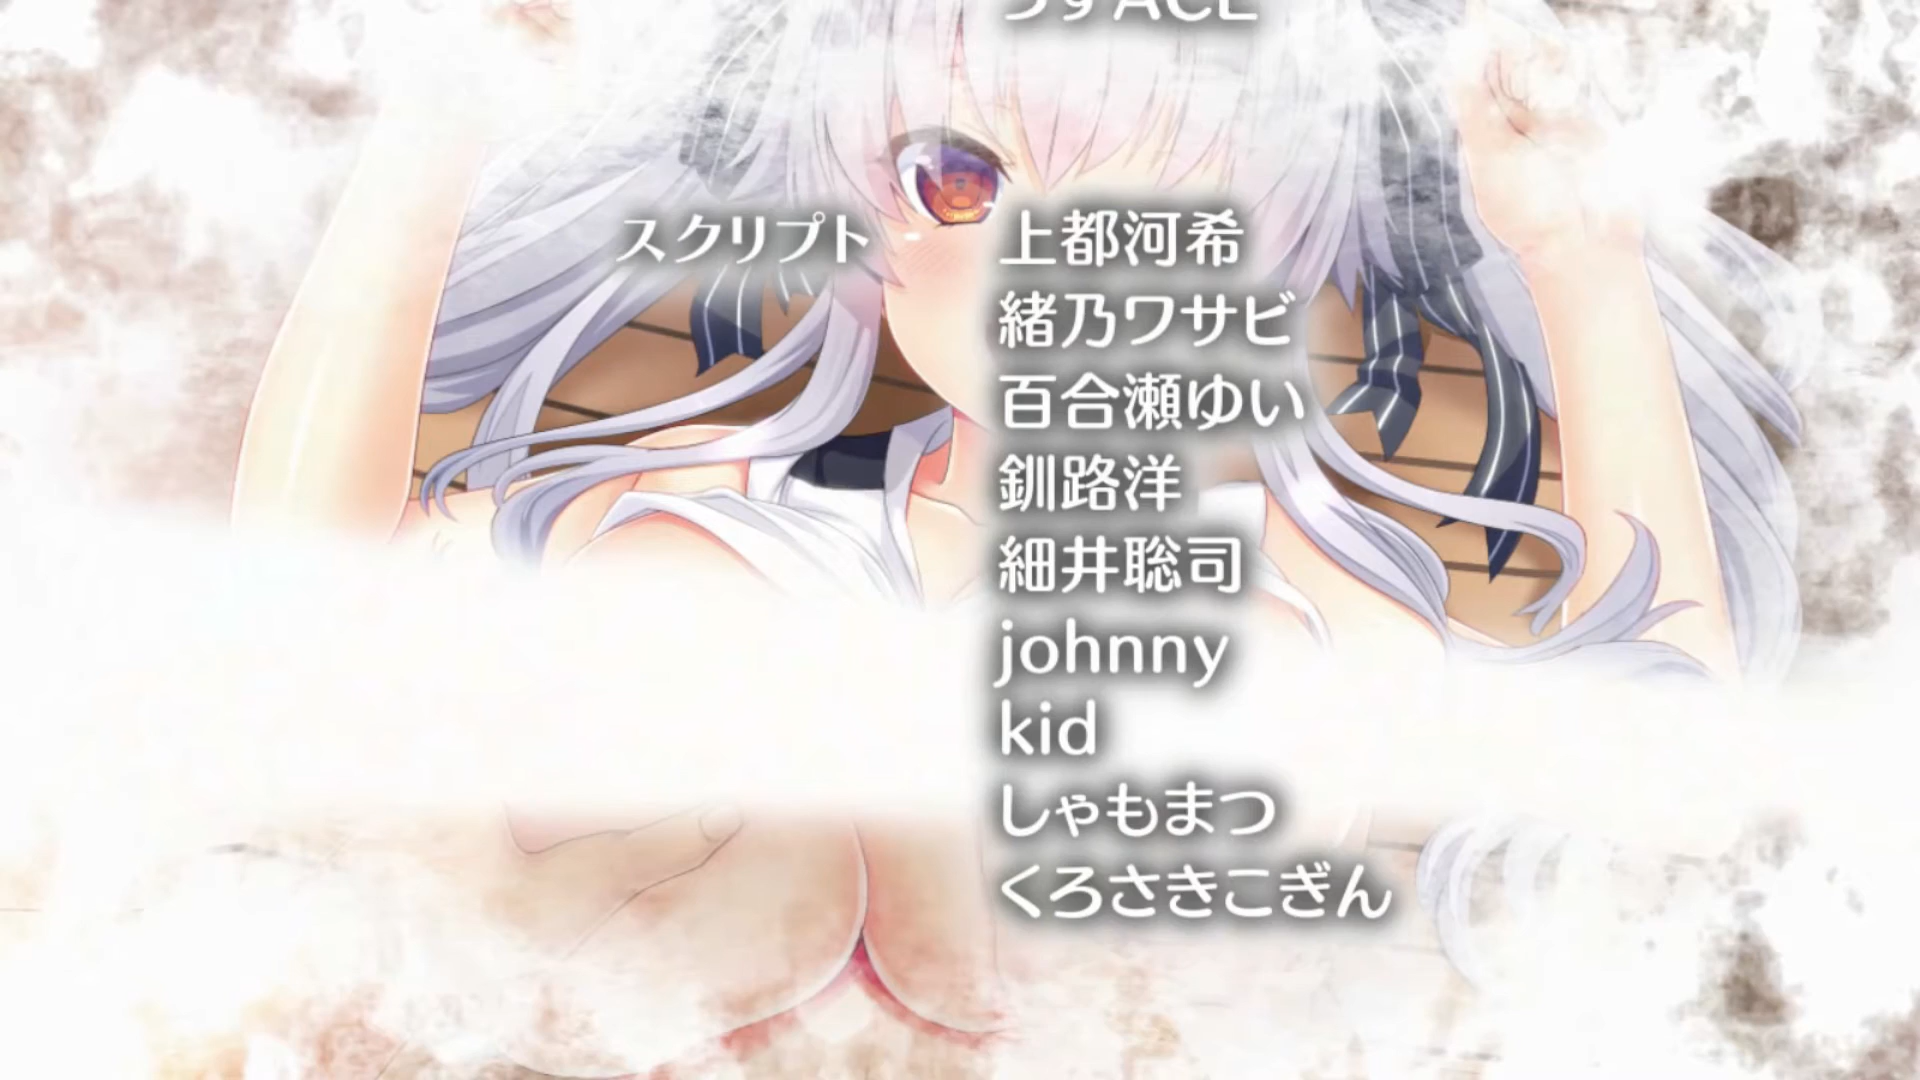 スクリプト
上都河希
緒乃ワサビ
百合瀬ゆい
釧路洋
細井聡司
johnny
kid
しゃもまつ
くろさきこぎん